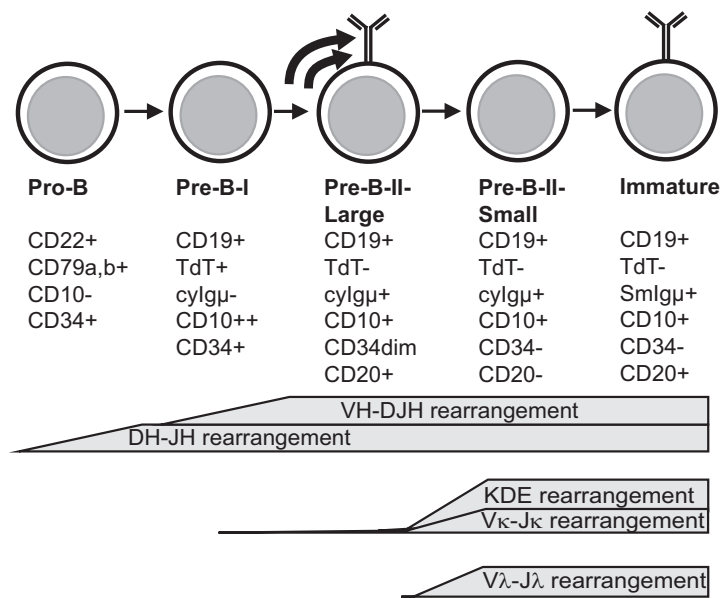 Pro-B
CD22+
CD79a,b+
CD10-
CD34+
Pre-B-I
CD19+
TdT+
cyIgμ-
CD10++
CD34+
Pre-B-II-
Large
CD19+
TdT-
cyIgμ+
CD10+
CD34dim
CD20+
Pre-B-II-
Small
CD19+
TdT-
cyIgμ+
CD10+
CD34-
CD20-
Immature
CD19+
TdT-
SmIgμ+
CD10+
CD34-
CD20+
VH-DJH rearrangement
DH-JH rearrangement
KDE rearrangement
Vκ-Jκ rearrangement
Vλ-Jλ rearrangement